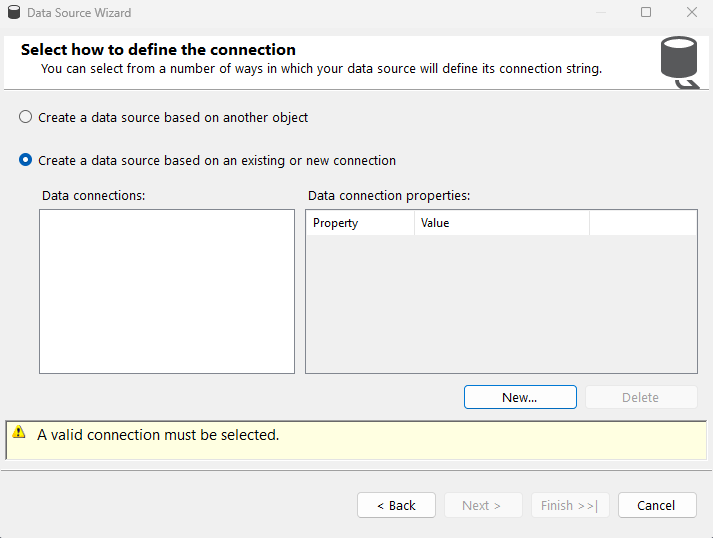 Data Source Wizard
Select how to define the connection
You can select from a number of ways in which your data source will define its connection string.
Create a data source based on another object
Create a data source based on an existing or new connection
Data connections:
Data connection properties:
Property Value
New... Delete
A valid connection must be selected.
< Back Next > Finish >>| Cancel